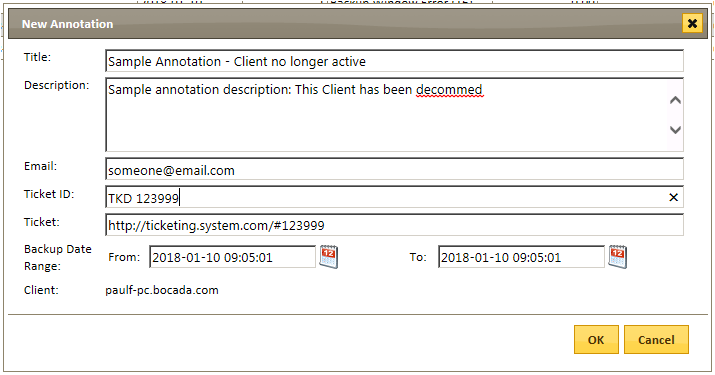 New Annotation
Title: Sample Annotation - Client no longer active
Description: Sample annotation description: This Client has been decommed
Email: someone@email.com
Ticket ID: TKD 123999
Ticket: http://ticketing.system.com/#123999
Backup Date Range: From: 2018-01-10 09:05:01 12 To: 2018-01-10 09:05:01 12
Client: paulf-pc.bocada.com
OK Cancel